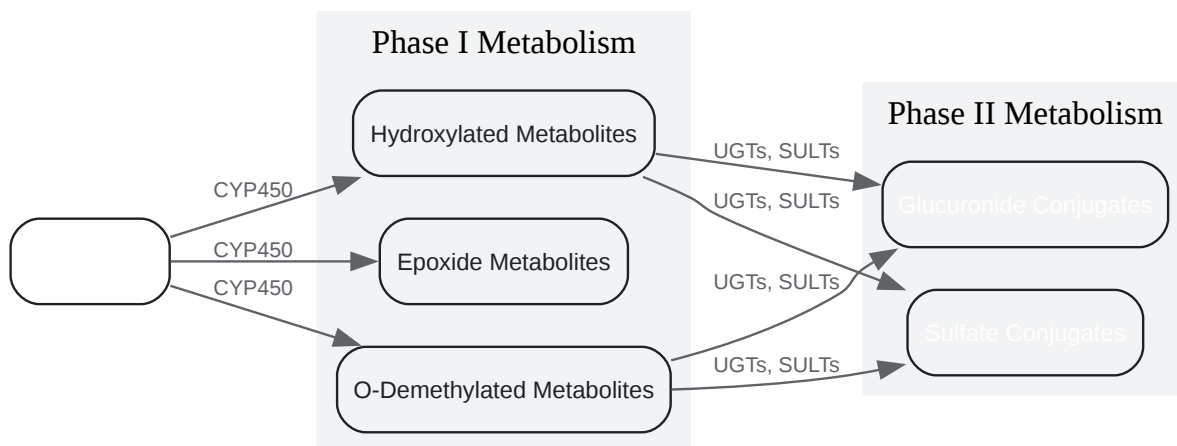 Phase I Metabolism
Phase II Metabolism
Hydroxylated Metabolites
UGTs, SULTs
CYP450
UGTs, SULTs
Glucuronide Conjugates
CYP450
Epoxide Metabolites
CYP450
UGTs, SULTs
Sulfate Conjugates
UGTs, SULTs
O-Demethylated Metabolites